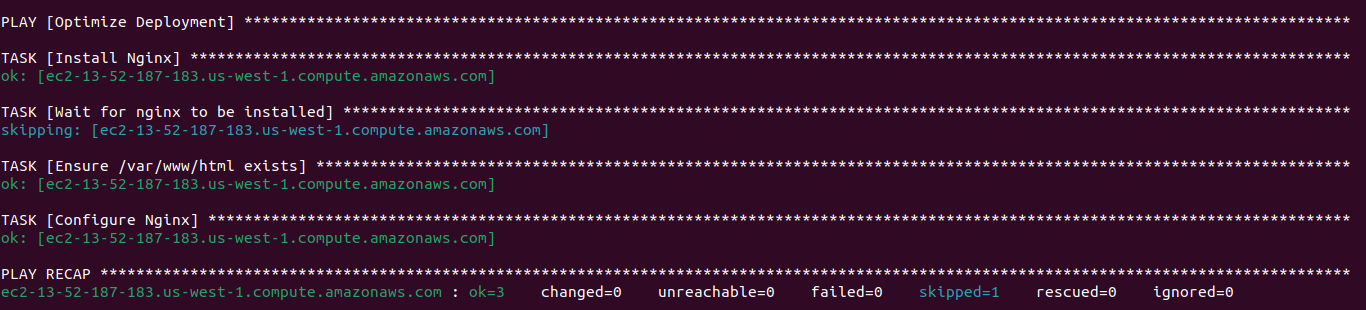 PLAY [Optimize Deployment] ***************************************************************************************************************************
TASK [Install Nginx] *********************************************************************************************************************************
ok: [ec2-13-52-187-183.us-west-1.compute.amazonaws.com]
TASK [Wait for nginx to be installed] ****************************************************************************************************************
skipping: [ec2-13-52-187-183.us-west-1.compute.amazonaws.com]
TASK [Ensure /var/www/html exists] *******************************************************************************************************************
ok: [ec2-13-52-187-183.us-west-1.compute.amazonaws.com]
TASK [Configure Nginx] *******************************************************************************************************************************
ok: [ec2-13-52-187-183.us-west-1.compute.amazonaws.com]
PLAY RECAP *******************************************************************************************************************************************
ec2-13-52-187-183.us-west-1.compute.amazonaws.com : ok=3    changed=0    unreachable=0    failed=0    skipped=1    rescued=0    ignored=0